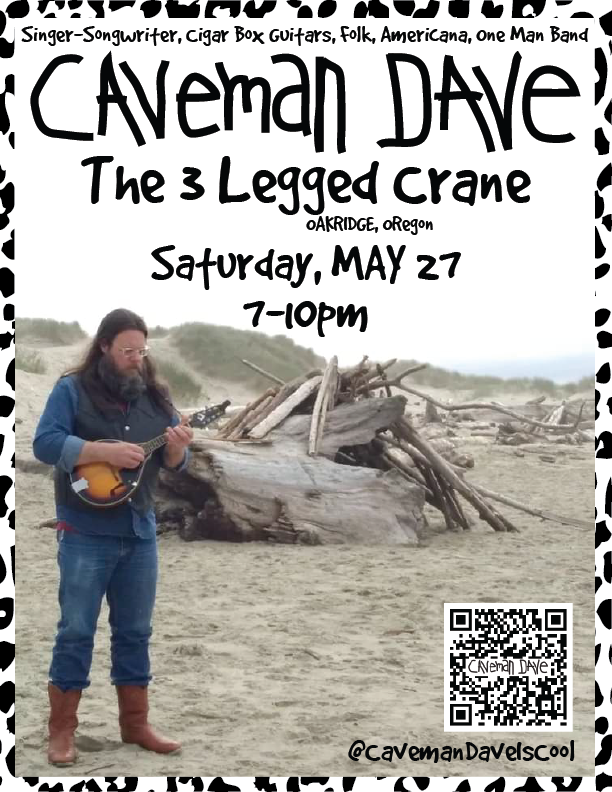 Singer-Songwriter, Cigar Box Guitars, Folk, Americana, One Man Band
CAVEMAN DAVE
The 3 Legged Crane
OAKRIDGE, OREGON
Saturday, MAY 27
7-10pm
CAVEMAN DAVE
@CavemanDaveIsCool